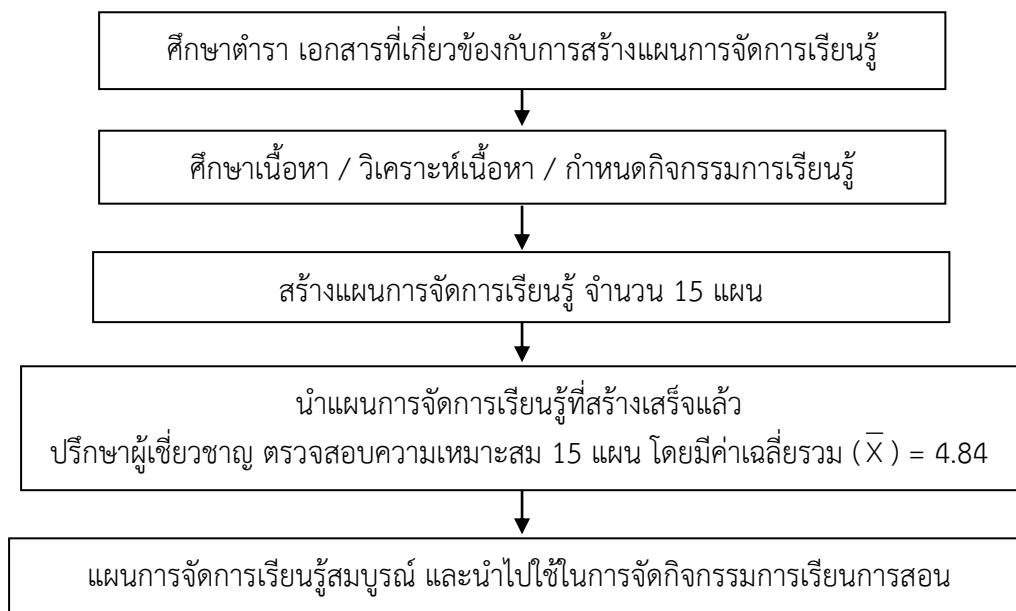 ศึกษาตำรา เอกสารที่เกี่ยวข้องกับการสร้างแผนการจัดการเรียนรู้
ศึกษาเนื้อหา / วิเคราะห์เนื้อหา / กำหนดกิจกรรมการเรียนรู้
สร้างแผนการจัดการเรียนรู้ จำนวน 15 แผน
นำแผนการจัดการเรียนรู้ที่สร้างเสร็จแล้ว
ปรึกษาผู้เชี่ยวชาญ ตรวจสอบความเหมาะสม 15 แผน โดยมีค่าเฉลี่ยรวม (X̄) = 4.84
แผนการจัดการเรียนรู้สมบูรณ์ และนำไปใช้ในการจัดกิจกรรมการเรียนการสอน